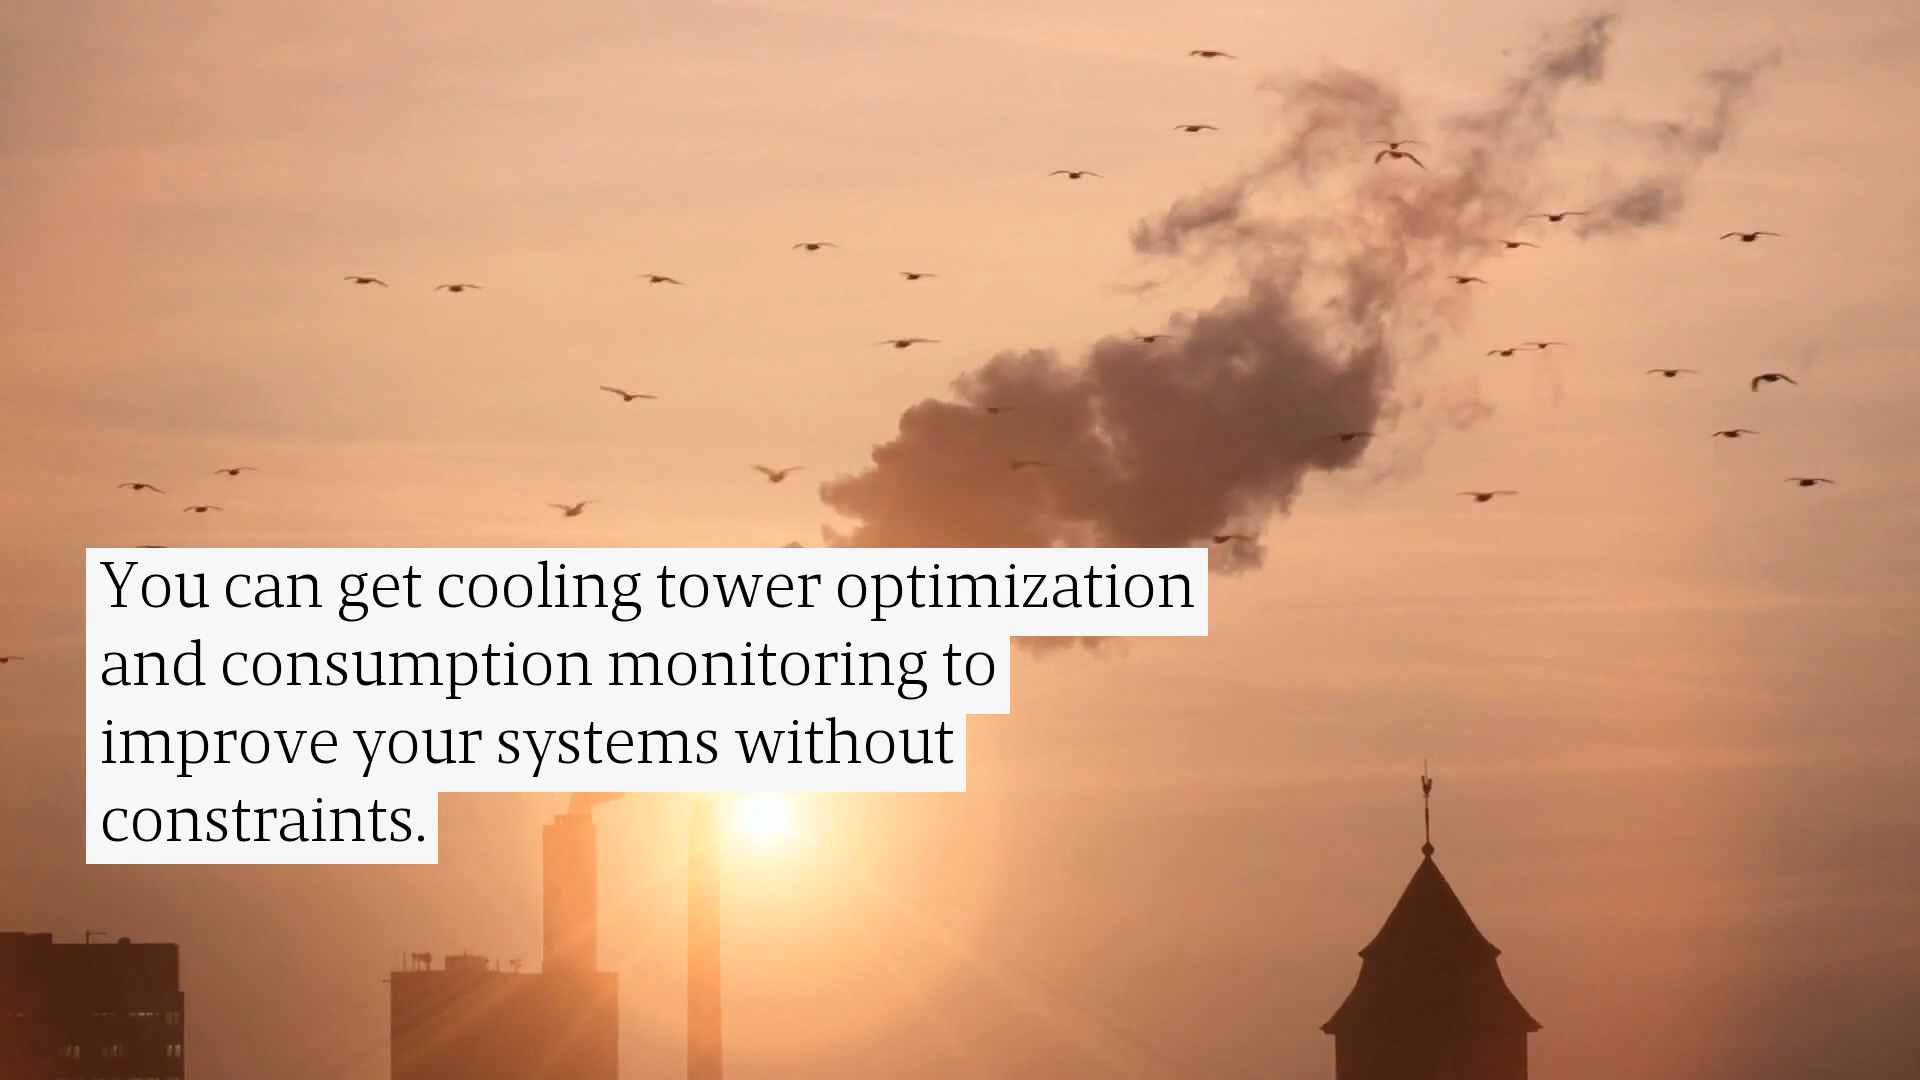 You can get cooling tower optimization
and consumption monitoring to
improve your systems without
constraints.